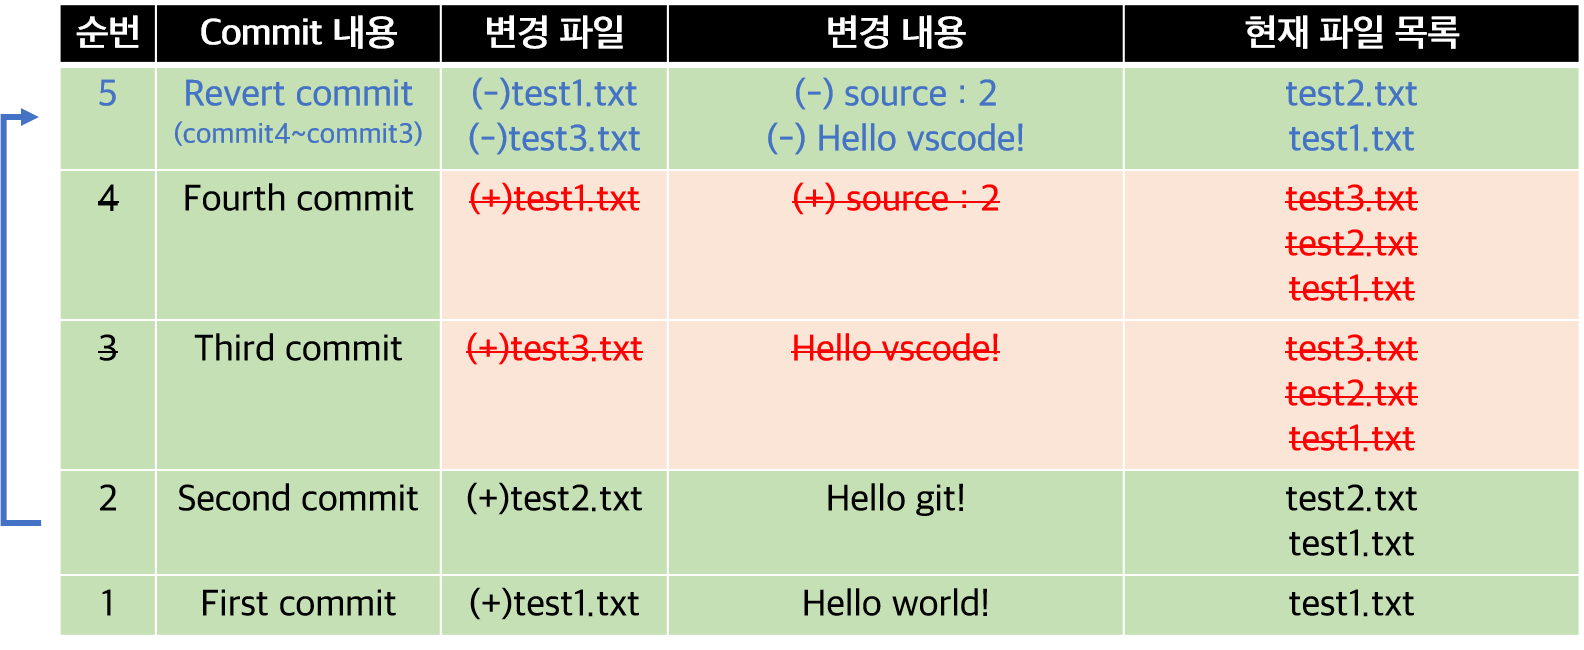 순번 Commit 내용 변경 파일 변경 내용 현재 파일 목록
5 Revert commit (-)test1.txt (-) source : 2 test2.txt
(commit4~commit3) (-)test3.txt (-) Hello vscode! test1.txt
4 Fourth commit (+)test1.txt (+) source : 2 test3.txt
test2.txt
test1.txt
3 Third commit (+)test3.txt Hello vscode! test3.txt
test2.txt
test1.txt
2 Second commit (+)test2.txt Hello git! test2.txt
test1.txt
1 First commit (+)test1.txt Hello world! test1.txt